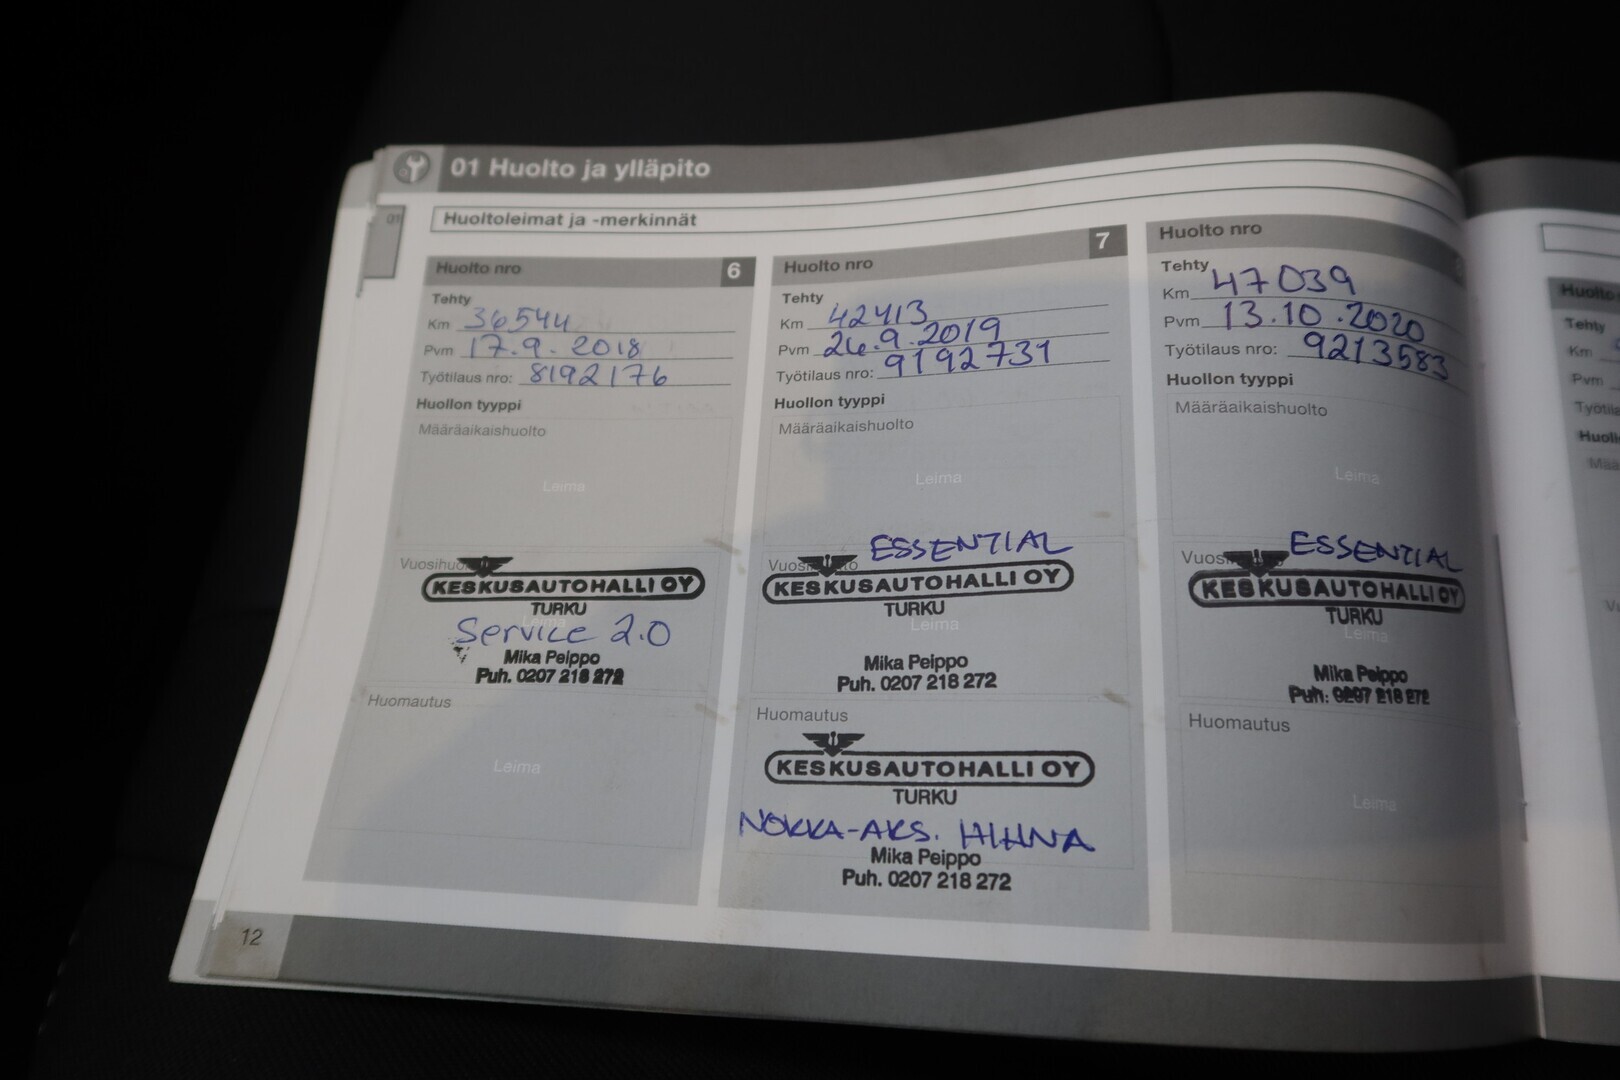 01 Huolto ja ylläpito
01
Huoltoleimat ja -merkinnät
Huolto nro 6
Tehty
Km 36544
Pvm 17.9.2018
Työtilaus nro: 8192176
Huollon tyyppi
Määräaikaishuolto
Leima
Vuosihuo
KESKUSAUTOHALLI OY
TURKU
Leima
Service 2.0
Mika Peippo
Puh. 0207 218 272
Huomautus
Leima
12
Huolto nro 7
Tehty
Km 42413
Pvm 26.9.2019
Työtilaus nro: 9192731
Huollon tyyppi
Määräaikaishuolto
Leima
ESSENTIAL
KESKUSAUTOHALLI OY
TURKU
Leima
Mika Peippo
Puh. 0207 218 272
Huomautus
KESKUSAUTOHALLI OY
TURKU
NOKKA-AKS. HIHNA
Mika Peippo
Puh. 0207 218 272
Huolto nro
Tehty
Km 47039
Pvm 13.10.2020
Työtilaus nro: 9213583
Huollon tyyppi
Määräaikaishuolto
Leima
ESSENTIAL
KESKUSAUTOHALLI OY
TURKU
Leima
Mika Peippo
Puh: 0207 218 272
Huomautus
Leima
Tehty
Km
Pvm